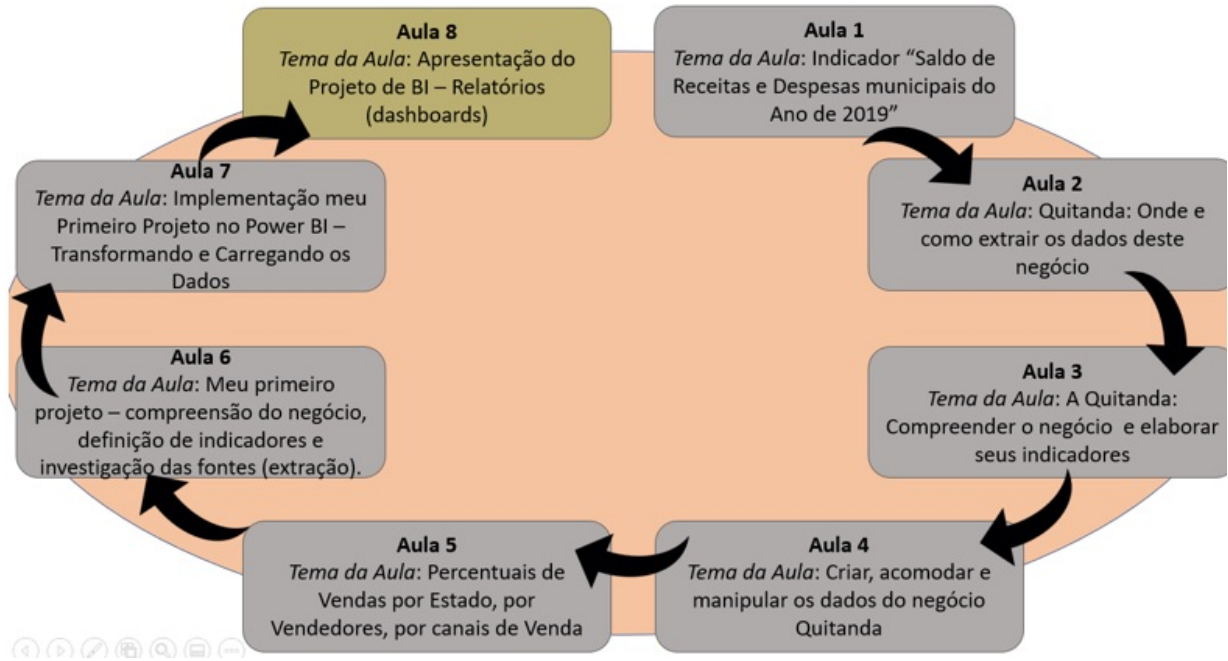 Aula 8
Tema da Aula: Apresentação do
Projeto de BI – Relatórios
(dashboards)
Aula 1
Tema da Aula: Indicador “Saldo de
Receitas e Despesas municipais do
Ano de 2019”
Aula 2
Tema da Aula: Quitanda: Onde e
como extrair os dados deste
negócio
Aula 3
Tema da Aula: A Quitanda:
Compreender o negócio e elaborar
seus indicadores
Aula 4
Tema da Aula: Criar, acomodar e
manipular os dados do negócio
Quitanda
Aula 5
Tema da Aula: Percentuais de
Vendas por Estado, por
Vendedores, por canais de Venda
Aula 6
Tema da Aula: Meu primeiro
projeto – compreensão do negócio,
definição de indicadores e
investigação das fontes (extração).
Aula 7
Tema da Aula: Implementação meu
Primeiro Projeto no Power BI –
Transformando e Carregando os
Dados